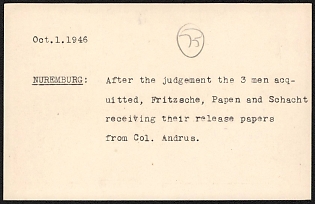 Oct.1.1946
75
NUREMBURG: After the judgement the 3 men acq-
uitted, Fritzsche, Papen and Schacht
receiving their release papers
from Col. Andrus.